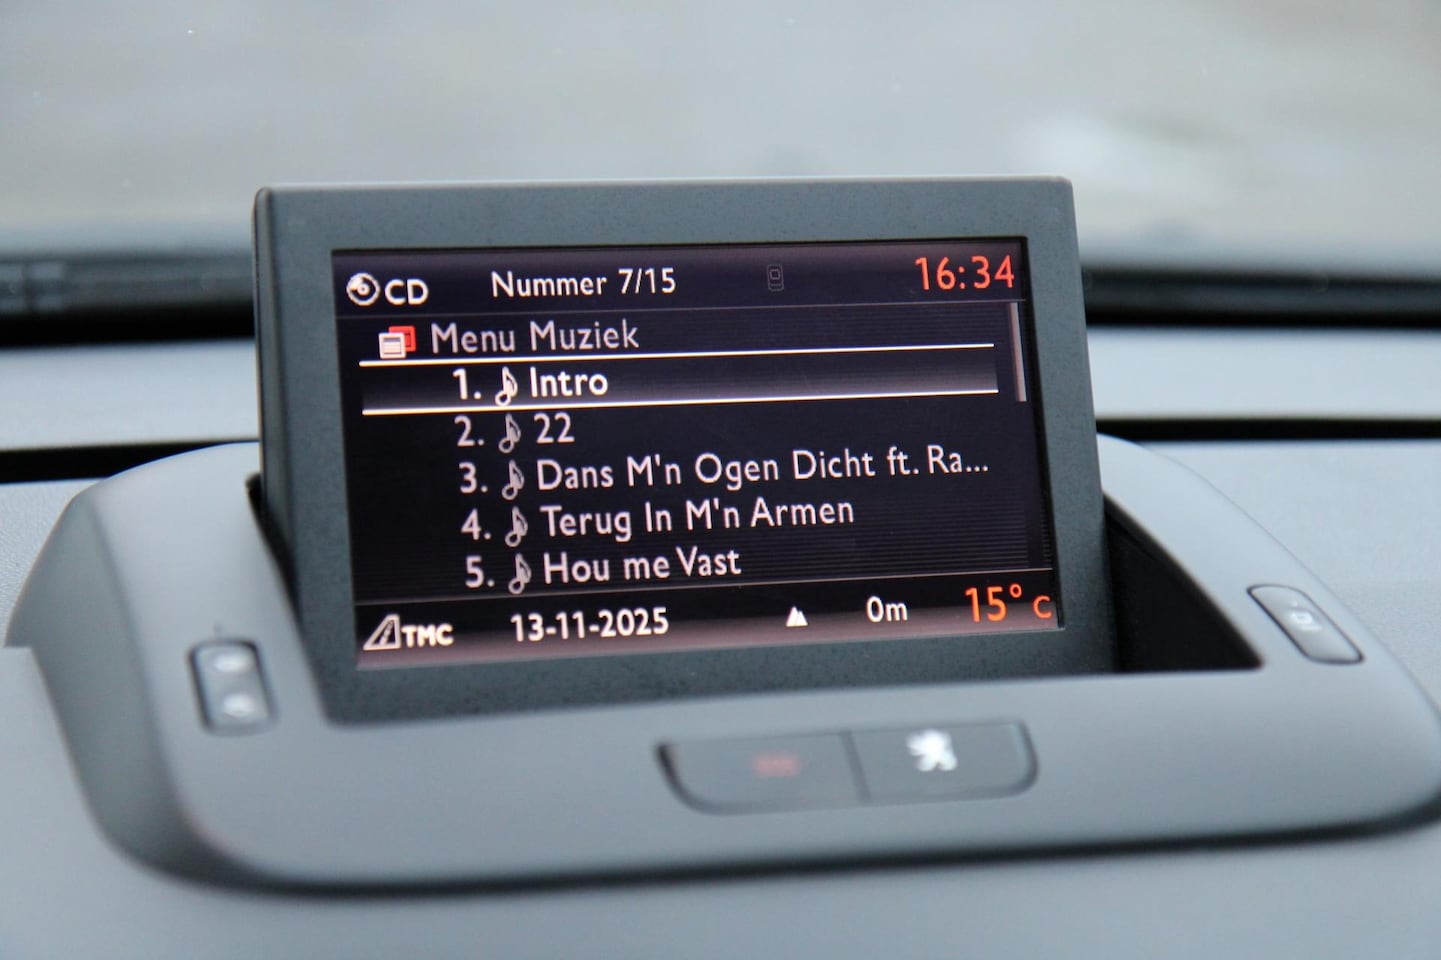 CD Nummer 7/15 16:34
Menu Muziek
1. Intro
2. 22
3. Dans M'n Ogen Dicht ft. Ra...
4. Terug In M'n Armen
5. Hou me Vast
TMC 13-11-2025 0m 15° C